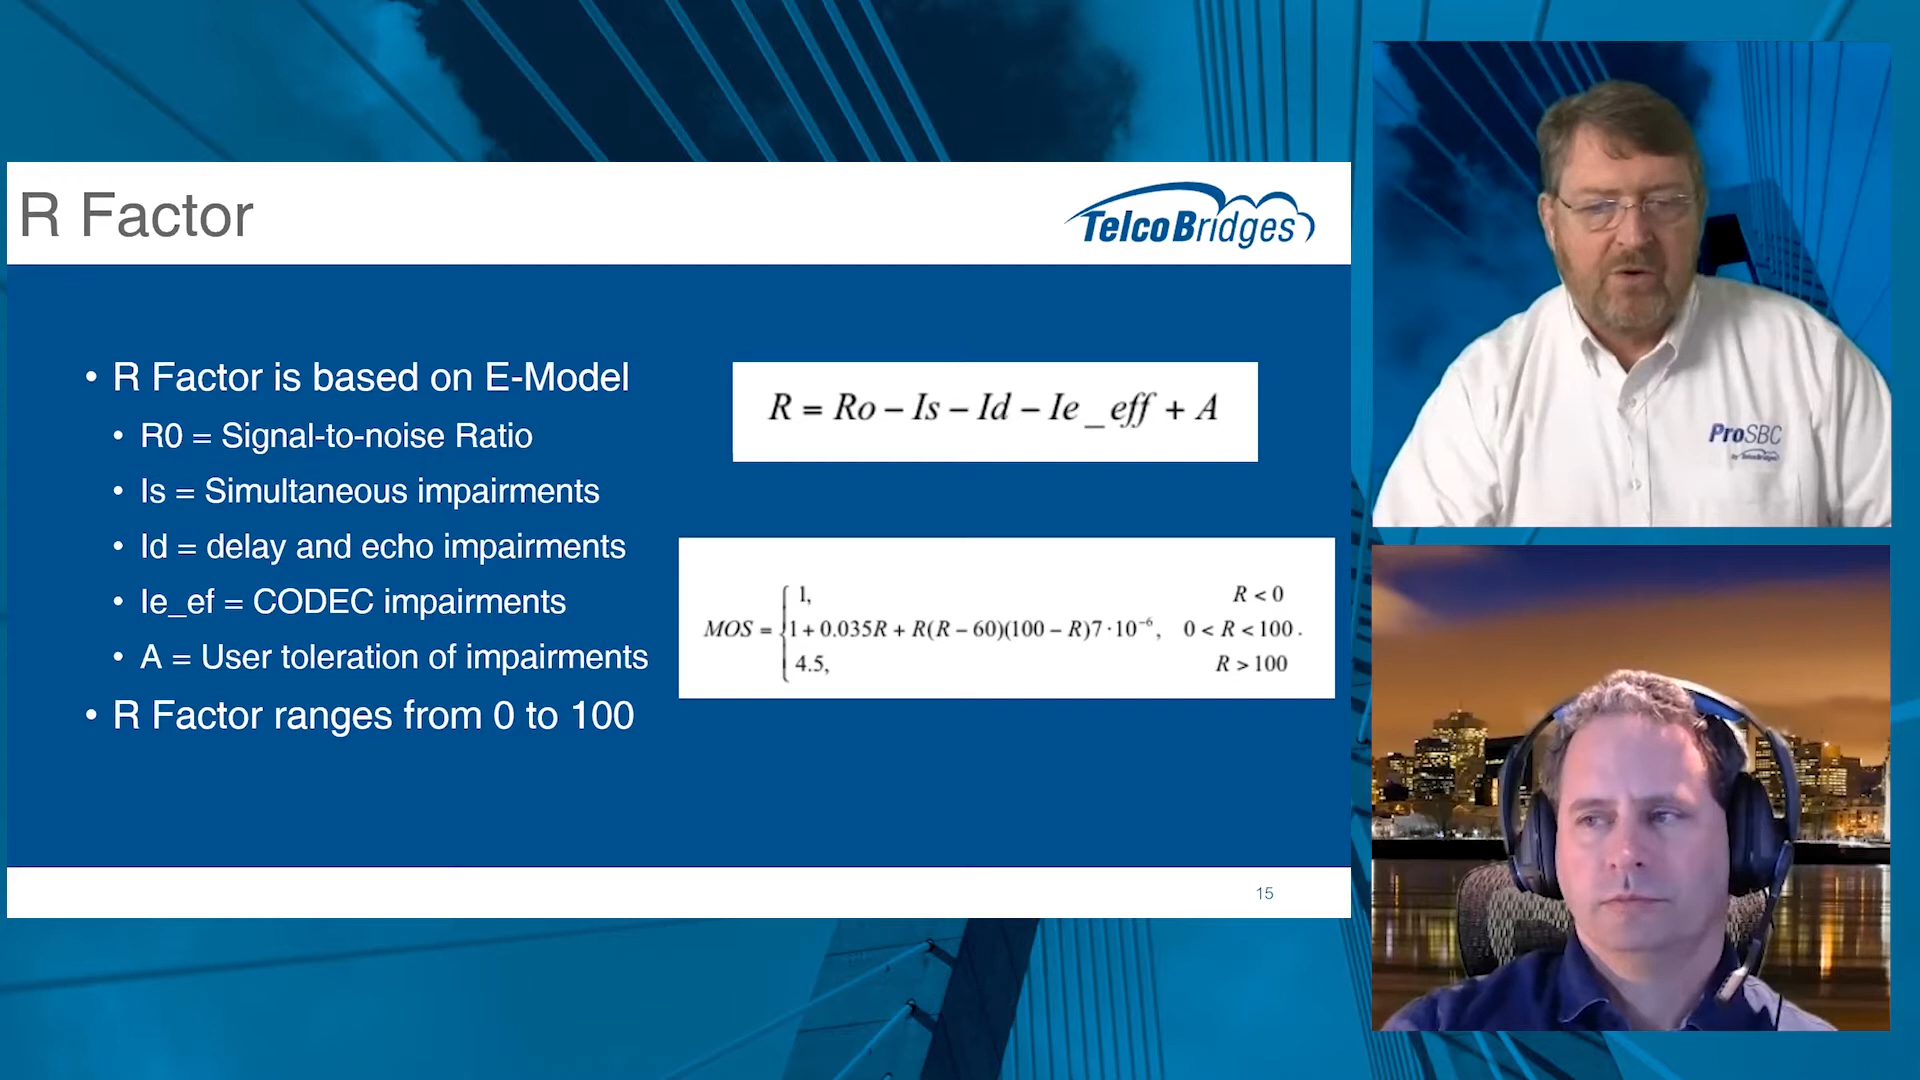 R Factor
TelcoBridges
• R Factor is based on E-Model
• R0 = Signal-to-noise Ratio
• Is = Simultaneous impairments
• Id = delay and echo impairments
• Ie_ef = CODEC impairments
• A = User toleration of impairments
• R Factor ranges from 0 to 100
R = Ro – Is – Id – Ie_eff + A
1, R < 0
MOS = 1 + 0.035R + R(R – 60)(100 – R)7·10⁻⁶, 0 < R < 100.
4.5, R > 100
15
ProSBC
by TelcoBridges